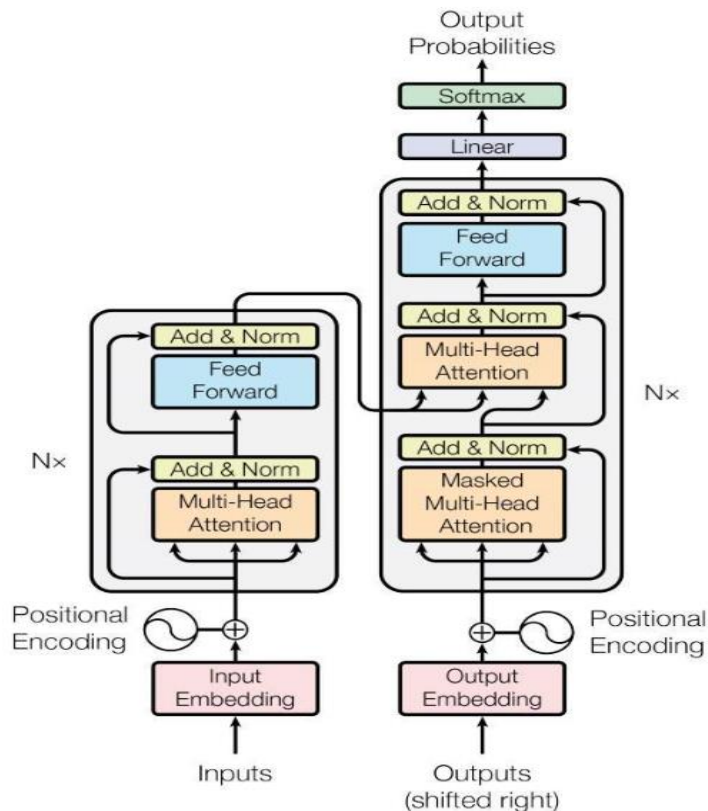 Output
Probabilities
Softmax
Linear
Add & Norm
Feed
Forward
Add & Norm
Multi-Head
Attention
Nx
Add & Norm
Masked
Multi-Head
Attention
Positional
Encoding
Output
Embedding
Outputs
(shifted right)
Add & Norm
Feed
Forward
Nx
Add & Norm
Multi-Head
Attention
Positional
Encoding
Input
Embedding
Inputs